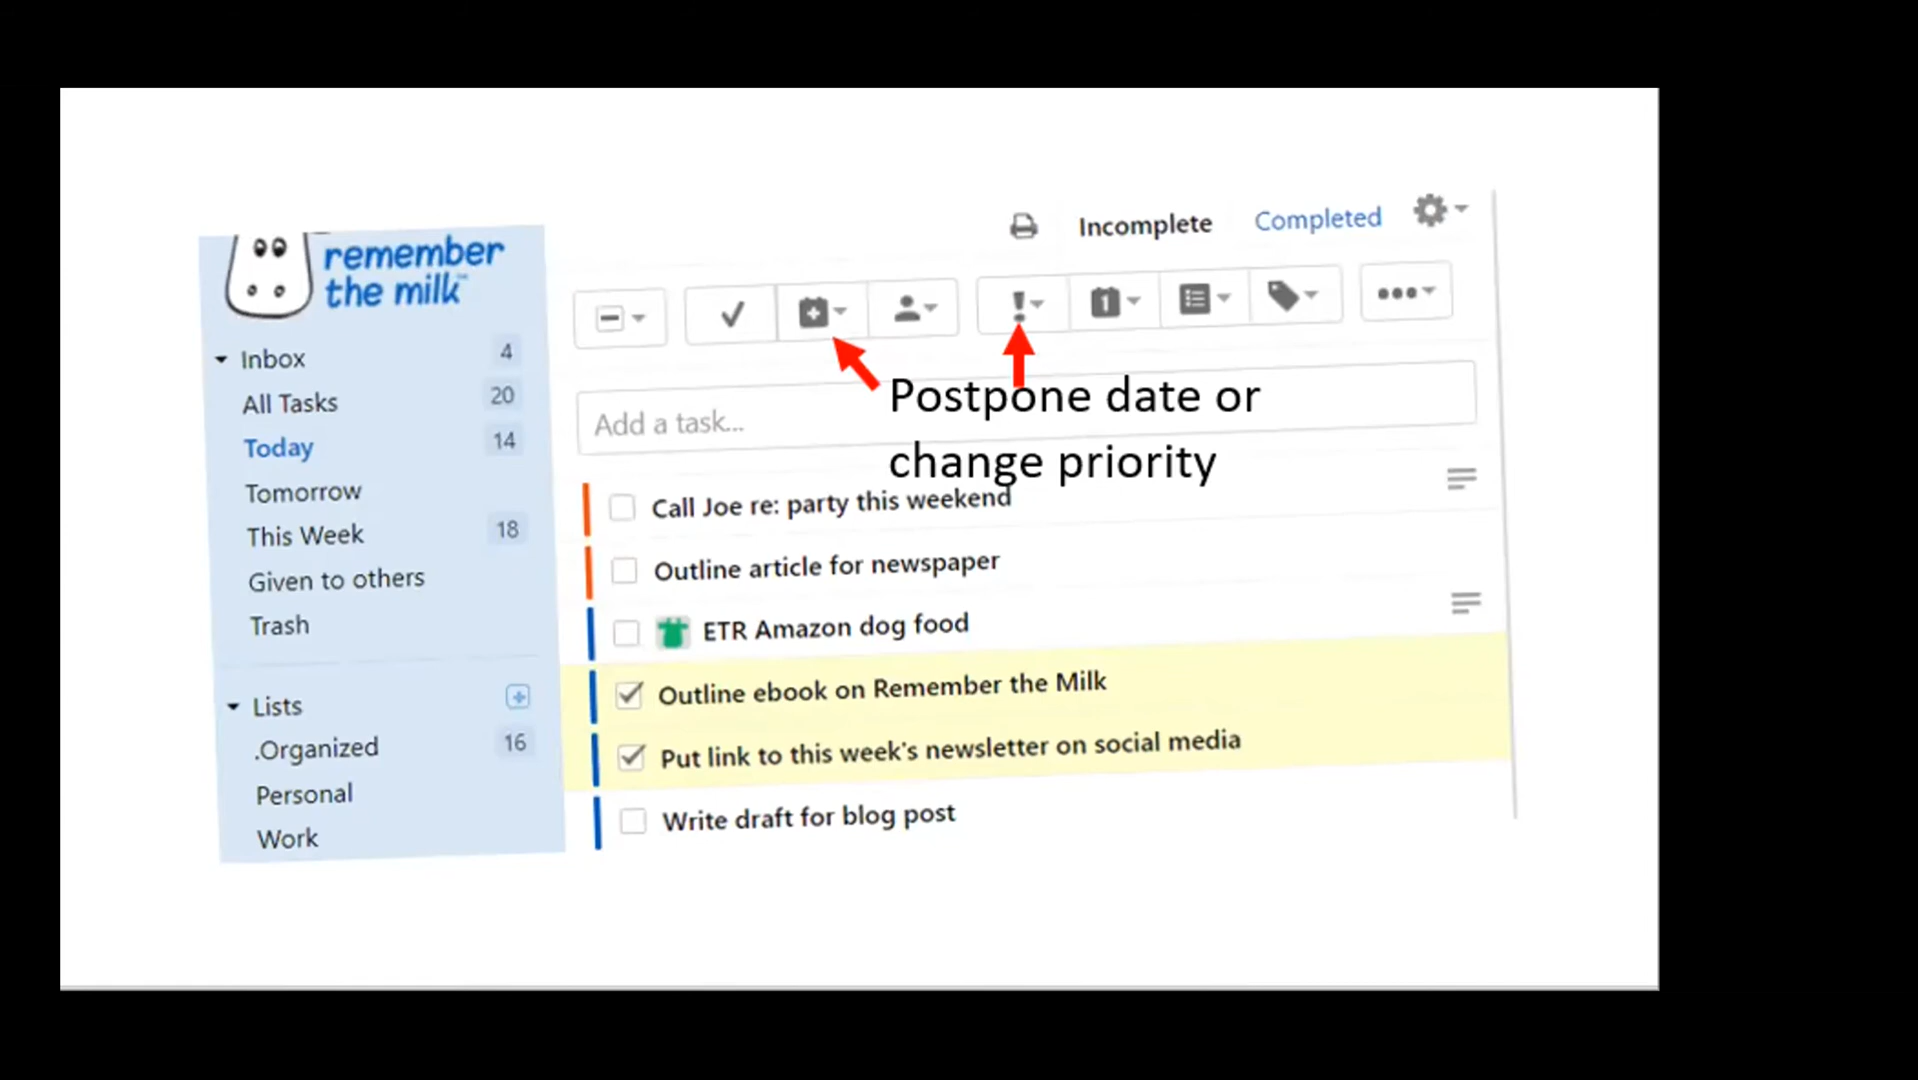 remember
the milk™
Inbox 4
All Tasks 20
Today 14
Tomorrow
This Week 18
Given to others
Trash
Lists
.Organized 16
Personal
Work
Incomplete Completed
1
Add a task...
Postpone date or
change priority
Call Joe re: party this weekend
Outline article for newspaper
ETR Amazon dog food
Outline ebook on Remember the Milk
Put link to this week's newsletter on social media
Write draft for blog post